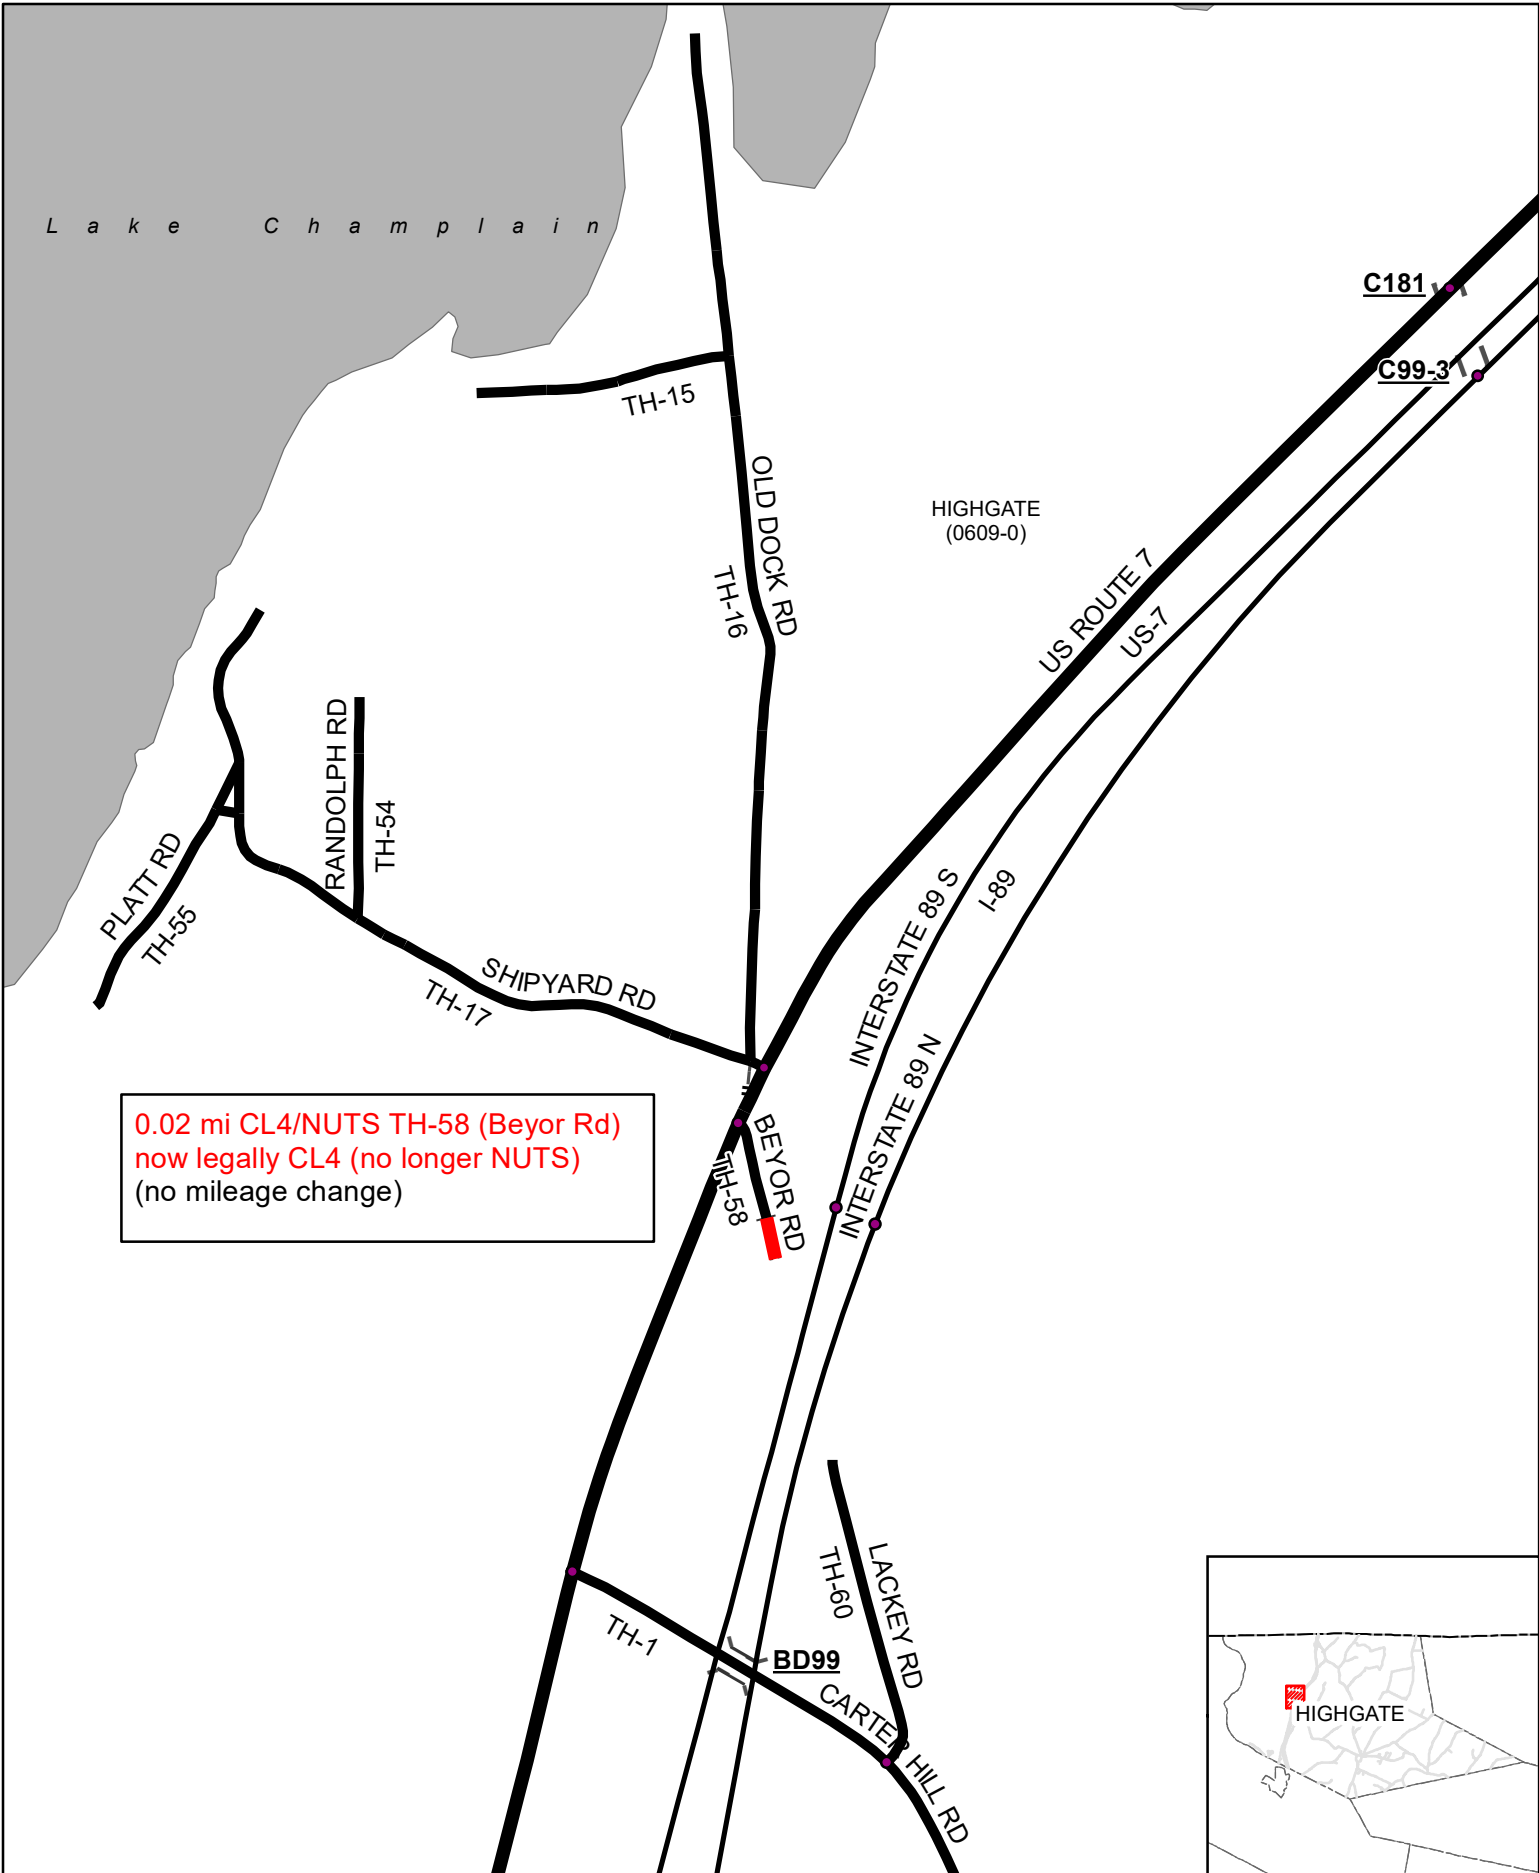 Lake Champlain
C181
C99-3
TH-15
OLD DOCK RD
TH-16
HIGHGATE
(0609-0)
US ROUTE 7
US-7
RANDOLPH RD
TH-54
PLATT RD
TH-55
SHIPYARD RD
TH-17
INTERSTATE 89 S
I-89
INTERSTATE 89 N
0.02 mi CL4/NUTS TH-58 (Beyor Rd)
now legally CL4 (no longer NUTS)
(no mileage change)
BEYOR RD
TH-58
LACKEY RD
TH-60
TH-1
BD99
CARTER HILL RD
HIGHGATE